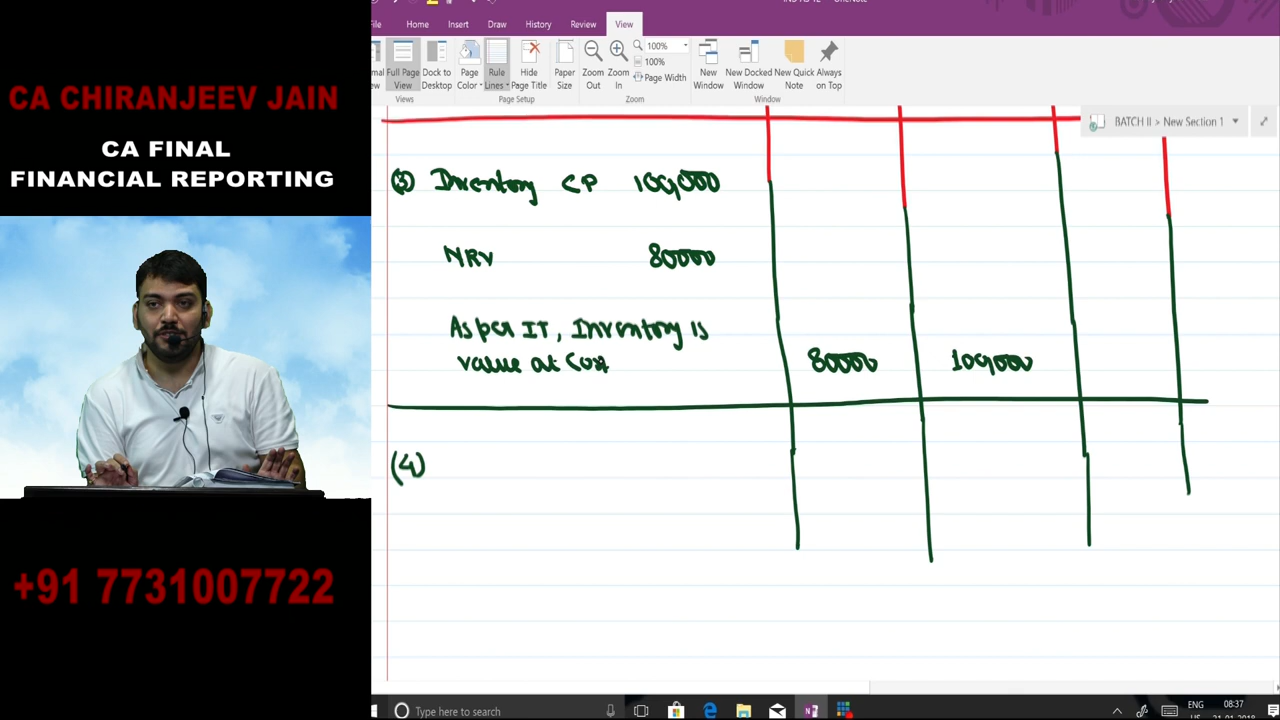 CA CHIRANJEEV JAIN
CA FINAL
FINANCIAL REPORTING
+91 7731007722
Home Insert Draw History Review View
Full Page View
Dock to Desktop
Page Color
Rule Lines
Hide Page Title
Paper Size
Zoom Out
Zoom In
100%
100%
Page Width
New Window
New Docked Window
New Quick Note
Always on Top
Views Page Setup Zoom Window
BATCH II > New Section 1
(3) Inventory CP 100,000
NRV 80000
As per IT, Inventory is
value at Cost 80000 100,000
(4)
Type here to search
ENG 08:37